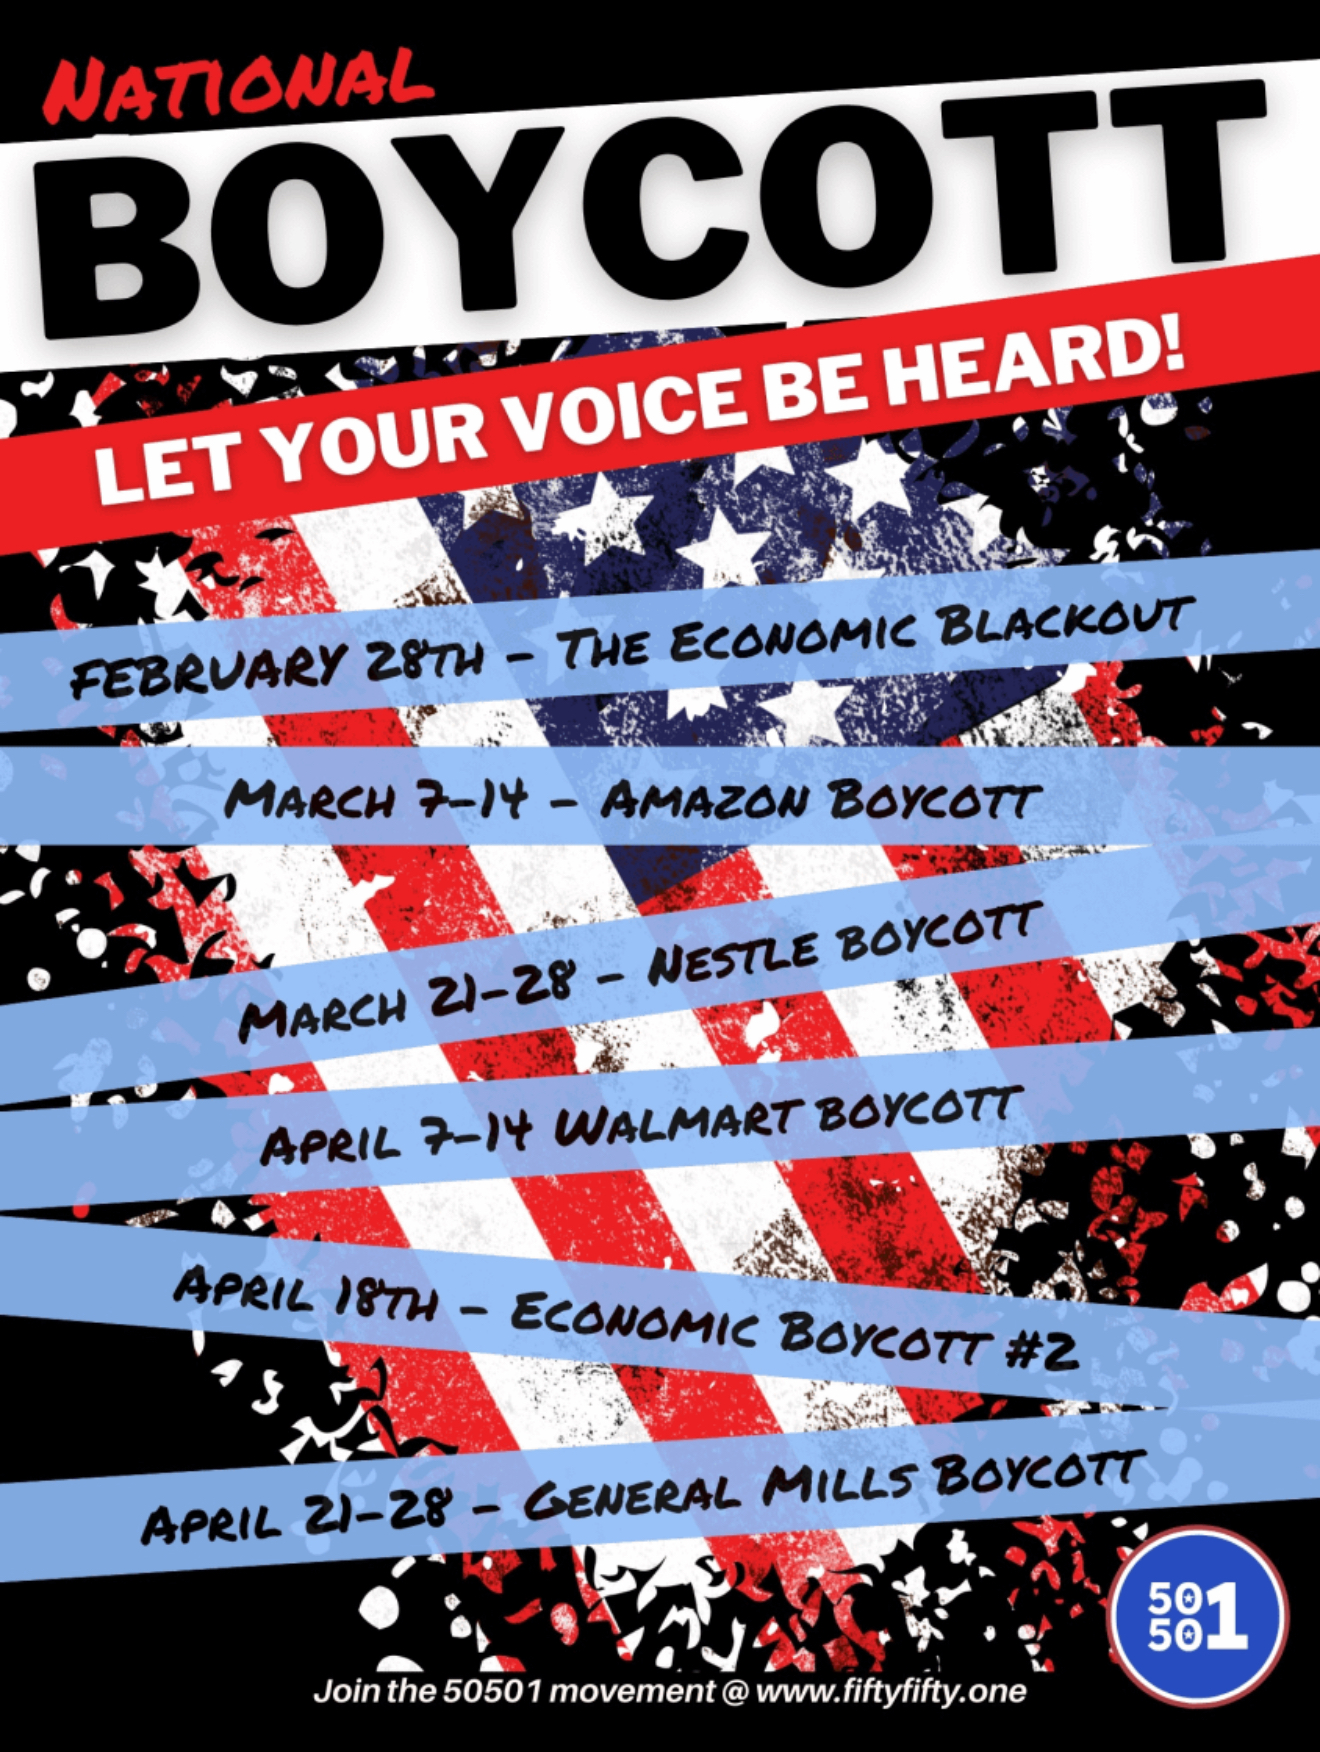 NATIONAL
BOYCOTT
LET YOUR VOICE BE HEARD!
FEBRUARY 28TH - THE ECONOMIC BLACKOUT
MARCH 7-14 - AMAZON BOYCOTT
MARCH 21-28 - NESTLE BOYCOTT
APRIL 7-14 WALMART BOYCOTT
APRIL 18TH - ECONOMIC BOYCOTT #2
APRIL 21-28 - GENERAL MILLS BOYCOTT
50501
Join the 50501 movement @ www.fiftyfifty.one